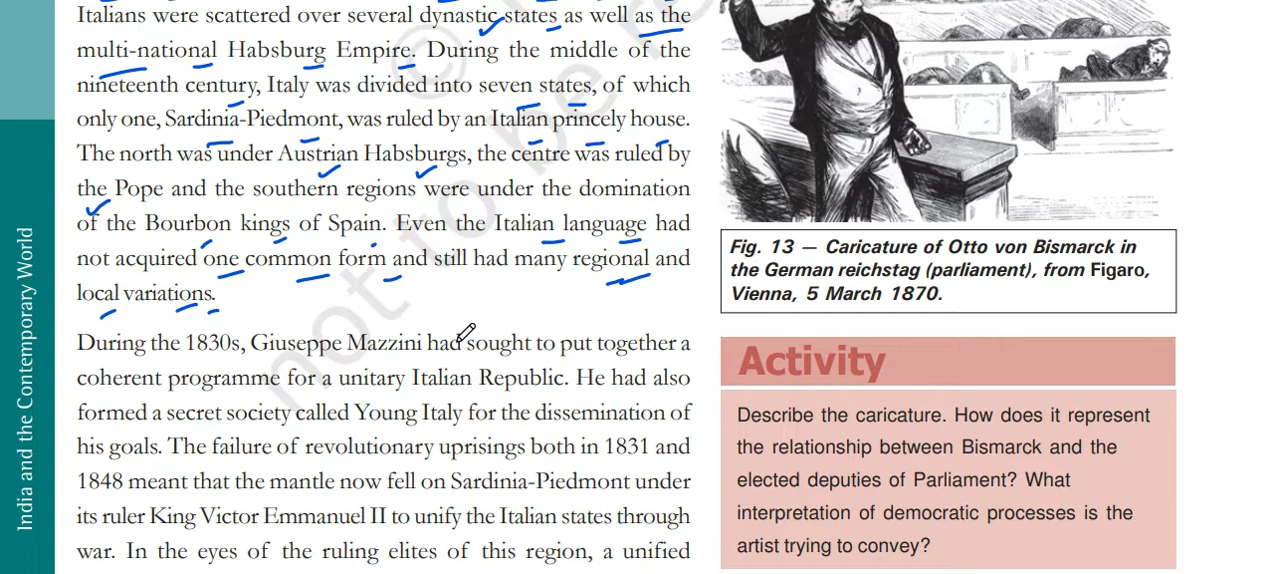 Italians were scattered over several dynastic states as well as the
multi-national Habsburg Empire. During the middle of the
nineteenth century, Italy was divided into seven states, of which
only one, Sardinia-Piedmont, was ruled by an Italian princely house.
The north was under Austrian Habsburgs, the centre was ruled by
the Pope and the southern regions were under the domination
of the Bourbon kings of Spain. Even the Italian language had
not acquired one common form and still had many regional and
local variations.
During the 1830s, Giuseppe Mazzini had sought to put together a
coherent programme for a unitary Italian Republic. He had also
formed a secret society called Young Italy for the dissemination of
his goals. The failure of revolutionary uprisings both in 1831 and
1848 meant that the mantle now fell on Sardinia-Piedmont under
its ruler King Victor Emmanuel II to unify the Italian states through
war. In the eyes of the ruling elites of this region, a unified
Fig. 13 — Caricature of Otto von Bismarck in
the German reichstag (parliament), from Figaro,
Vienna, 5 March 1870.
Activity
Describe the caricature. How does it represent
the relationship between Bismarck and the
elected deputies of Parliament? What
interpretation of democratic processes is the
artist trying to convey?
India and the Contemporary World
©
not to be